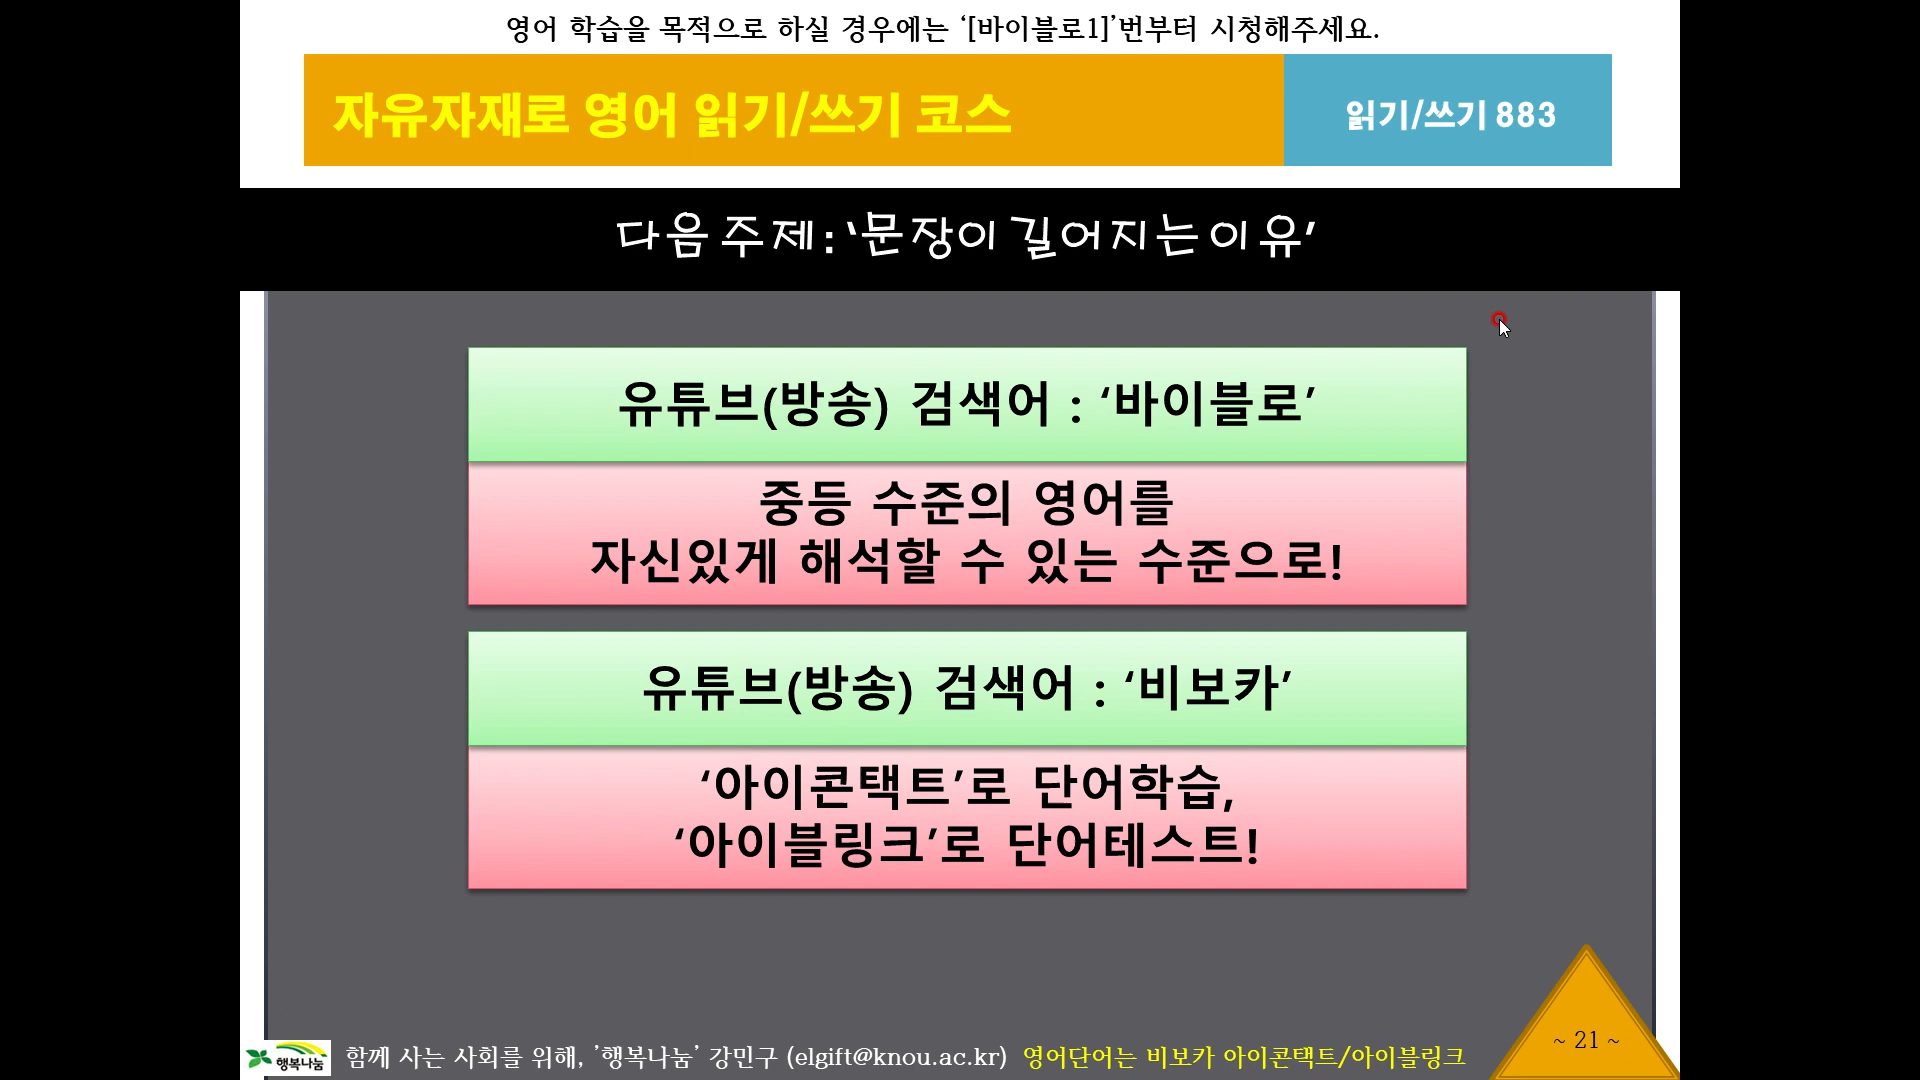 영어 학습을 목적으로 하실 경우에는 ‘[바이블로1]’번부터 시청해주세요.
자유자재로 영어 읽기/쓰기 코스
읽기/쓰기 883
다음 주제 : ‘문장이 길어지는 이유’
유튜브(방송) 검색어 : ‘바이블로’
중등 수준의 영어를
자신있게 해석할 수 있는 수준으로!
유튜브(방송) 검색어 : ‘비보카’
‘아이콘택트’로 단어학습,
‘아이블링크’로 단어테스트!
~ 21 ~
행복나눔
함께 사는 사회를 위해, ’행복나눔’ 강민구 (elgift@knou.ac.kr) 영어단어는 비보카 아이콘택트/아이블링크